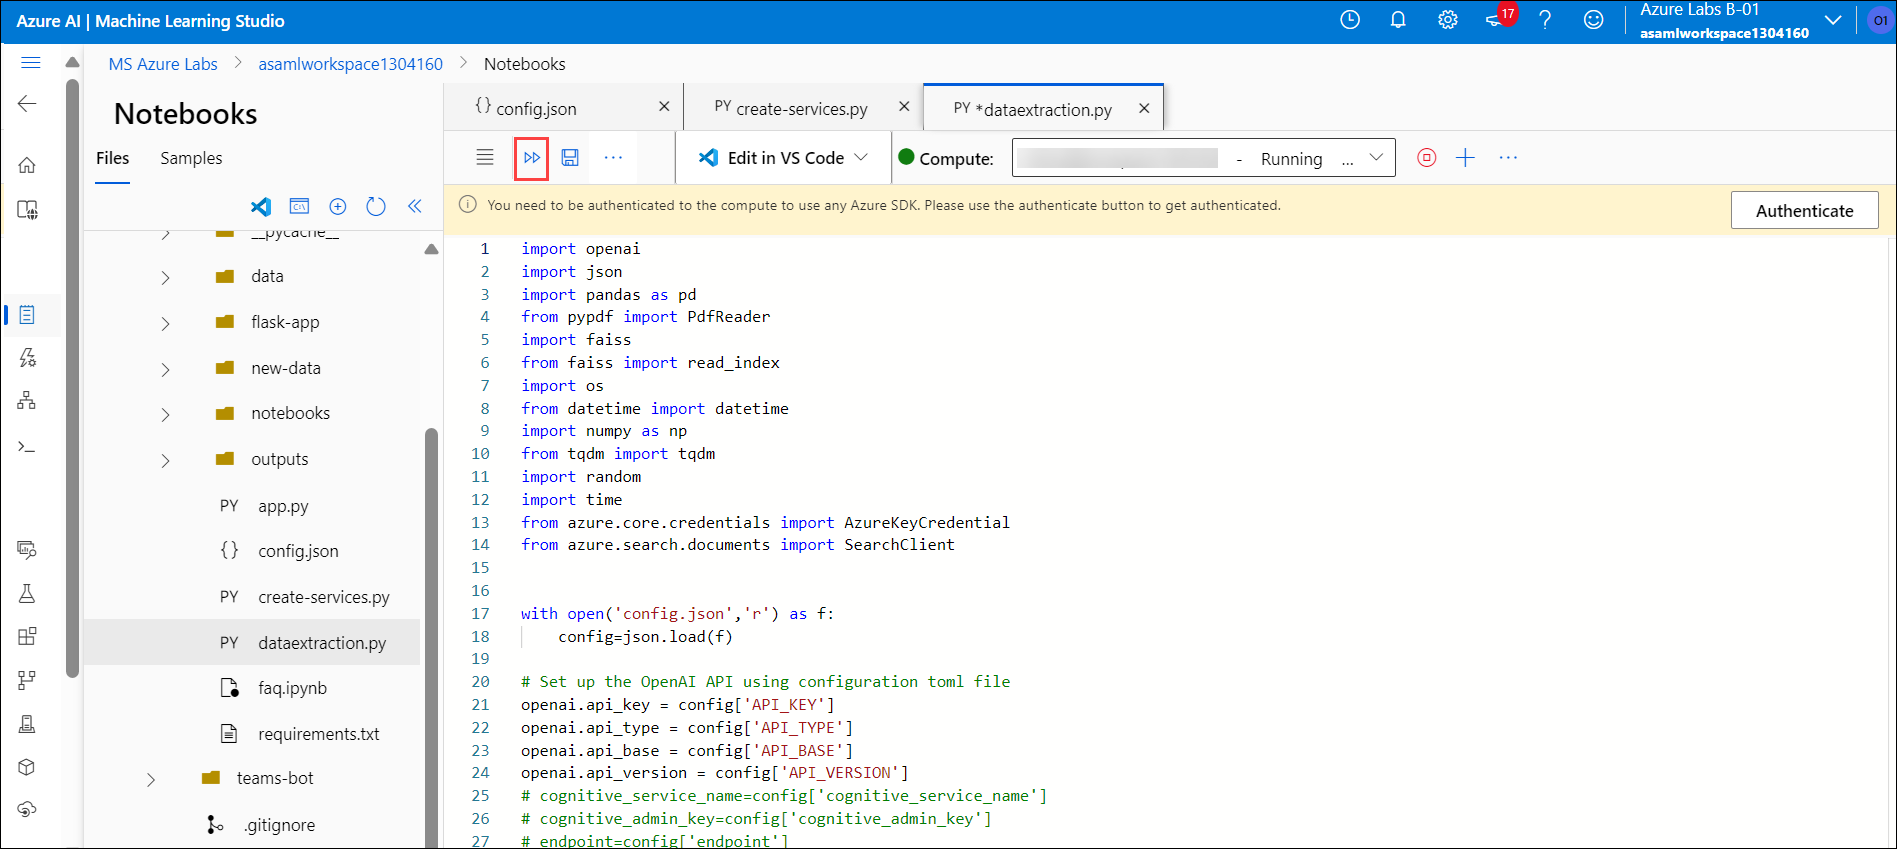 Azure AI | Machine Learning Studio
17
Azure Labs B-01
asamlworkspace1304160
O1
MS Azure Labs
asamlworkspace1304160
Notebooks
Notebooks
Files
Samples
{} config.json
PY create-services.py
PY *dataextraction.py
Edit in VS Code
Compute:
- Running ...
You need to be authenticated to the compute to use any Azure SDK. Please use the authenticate button to get authenticated.
Authenticate
__pycache__
data
flask-app
new-data
notebooks
outputs
PY app.py
{} config.json
PY create-services.py
PY dataextraction.py
faq.ipynb
requirements.txt
teams-bot
.gitignore
1 import openai
2 import json
3 import pandas as pd
4 from pypdf import PdfReader
5 import faiss
6 from faiss import read_index
7 import os
8 from datetime import datetime
9 import numpy as np
10 from tqdm import tqdm
11 import random
12 import time
13 from azure.core.credentials import AzureKeyCredential
14 from azure.search.documents import SearchClient
15
16
17 with open('config.json','r') as f:
18     config=json.load(f)
19
20 # Set up the OpenAI API using configuration toml file
21 openai.api_key = config['API_KEY']
22 openai.api_type = config['API_TYPE']
23 openai.api_base = config['API_BASE']
24 openai.api_version = config['API_VERSION']
25 # cognitive_service_name=config['cognitive_service_name']
26 # cognitive_admin_key=config['cognitive_admin_key']
27 # endpoint=config['endpoint']